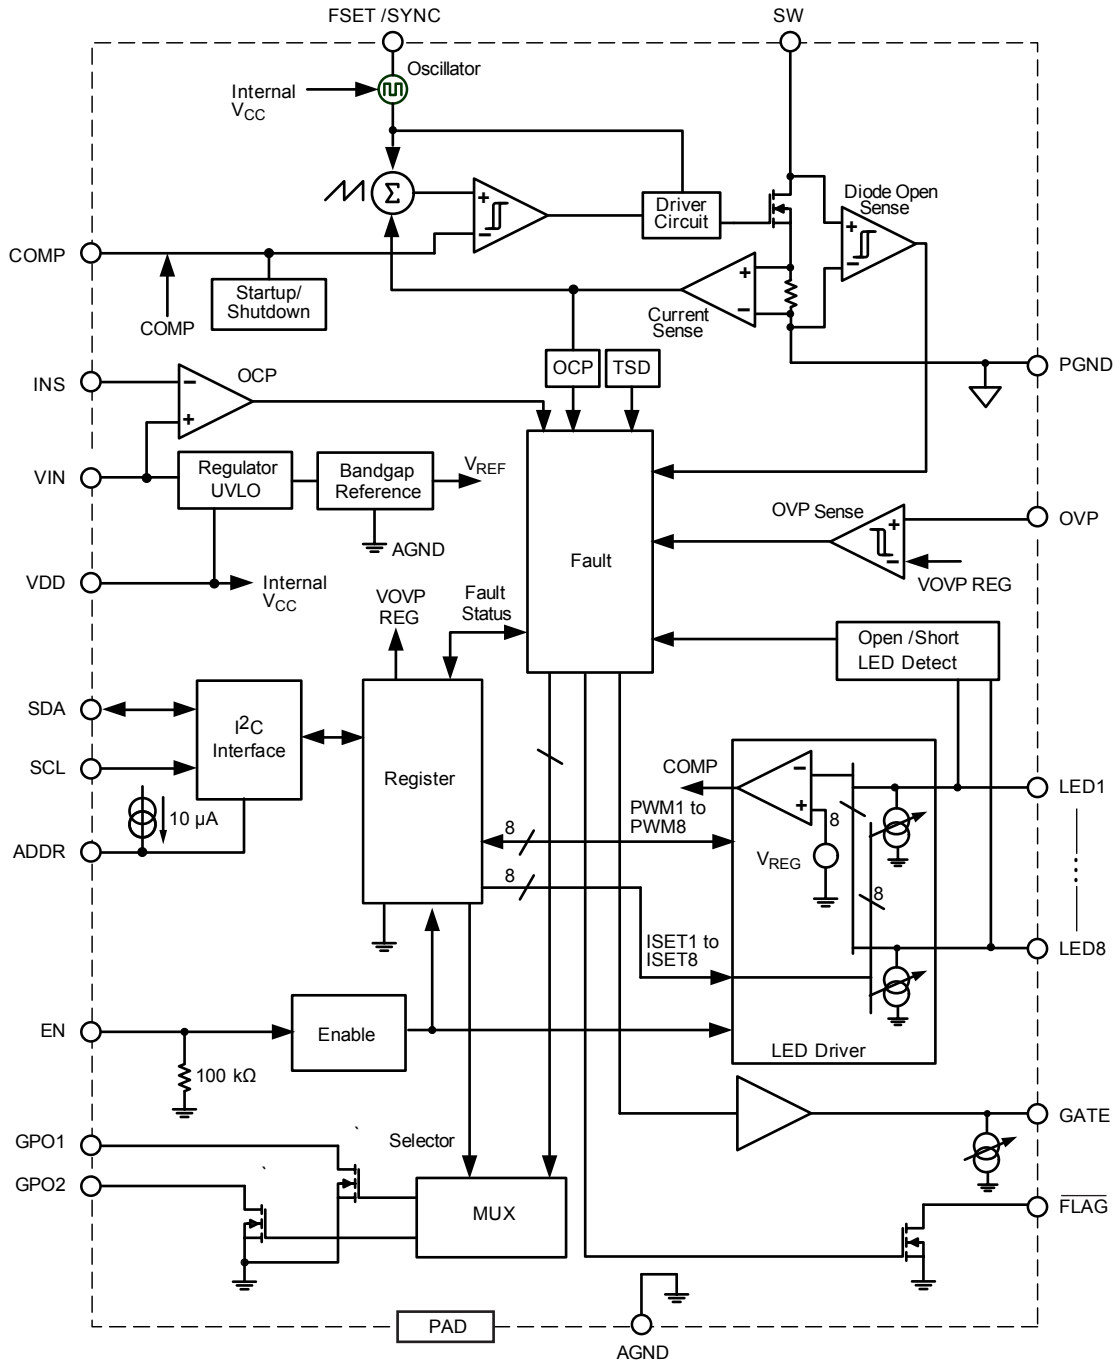 FSET /SYNC
SW
Oscillator
Internal
VCC
Σ
+
−
Driver
Circuit
Diode Open
Sense
+
−
COMP
Startup/
Shutdown
COMP
Current
Sense
+
−
PGND
INS
−
+
OCP
OCP
TSD
VIN
Regulator
UVLO
Bandgap
Reference
VREF
AGND
OVP Sense
+
−
OVP
VOVP REG
Fault
VDD
Internal
VCC
VOVP
REG
Fault
Status
Open /Short
LED Detect
SDA
I2C
Interface
SCL
Register
10 µA
ADDR
COMP
PWM1 to
PWM8
8
8
−
+
VREG
8
8
LED1
LED8
ISET1 to
ISET8
EN
Enable
100 kΩ
LED Driver
GATE
GPO1
GPO2
Selector
MUX
FLAG
PAD
AGND